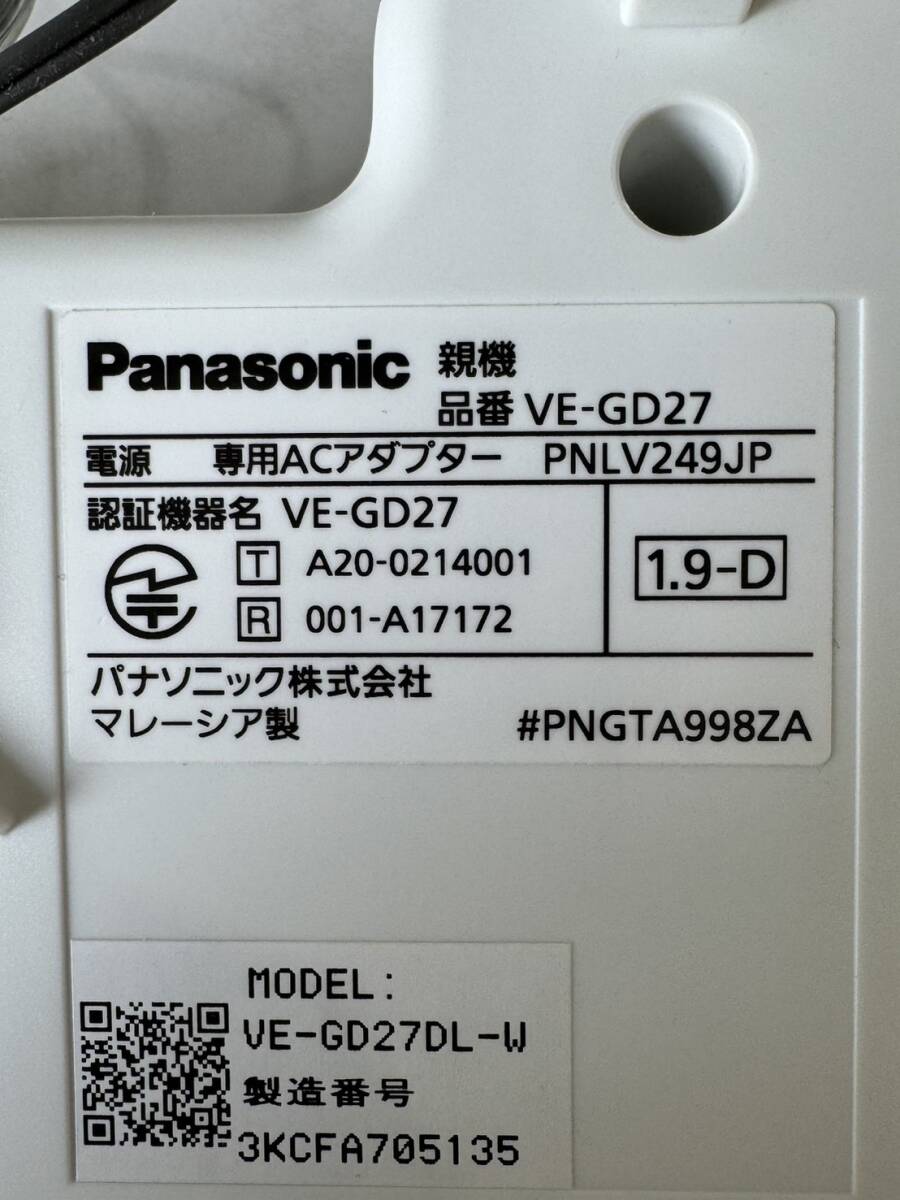 Panasonic 親機
品番 VE-GD27
電源 専用ACアダプター PNLV249JP
認証機器名 VE-GD27
T A20-0214001
R 001-A17172
1.9-D
パナソニック株式会社
マレーシア製 #PNGTA998ZA
MODEL:
VE-GD27DL-W
製造番号
3KCFA705135